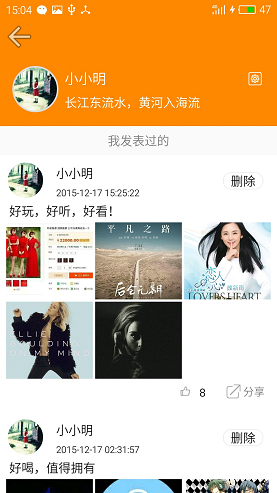 15:04
47
小小明
长江东流水，黄河入海流
我发表过的
小小明
删除
2015-12-17 15:25:22
好玩，好听，好看！
平凡之路
后会无期
LOVERS HEART
ELLIE GOULDING
ON MY MIND
8
分享
小小明
删除
2015-12-17 02:31:57
好喝，值得拥有